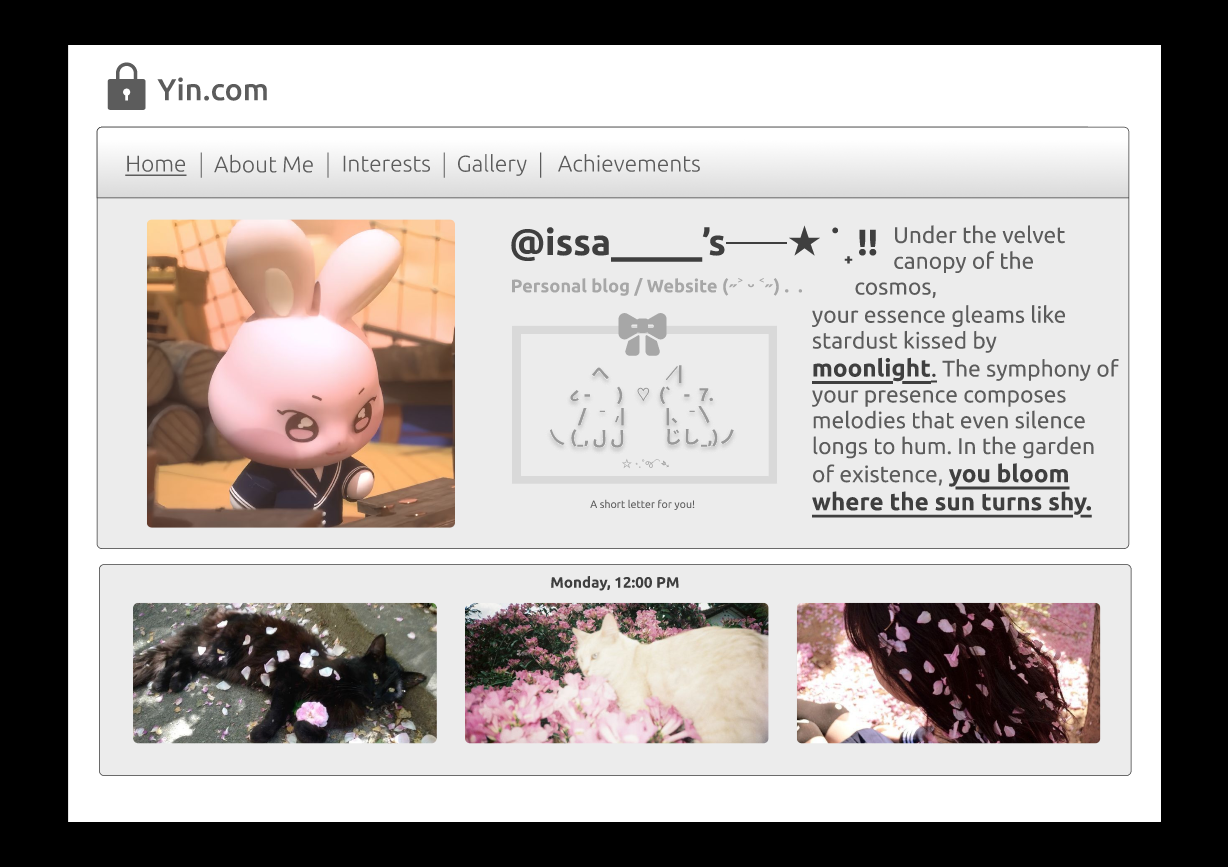 Yin.com
Home | About Me | Interests | Gallery | Achievements
@issa_____'s———★ ‼
Personal blog / Website (˶˃ ᵕ ˂˶) . .
Under the velvet
canopy of the
cosmos,
your essence gleams like
stardust kissed by
moonlight. The symphony of
your presence composes
melodies that even silence
longs to hum. In the garden
of existence, you bloom
where the sun turns shy.
A short letter for you!
Monday, 12:00 PM